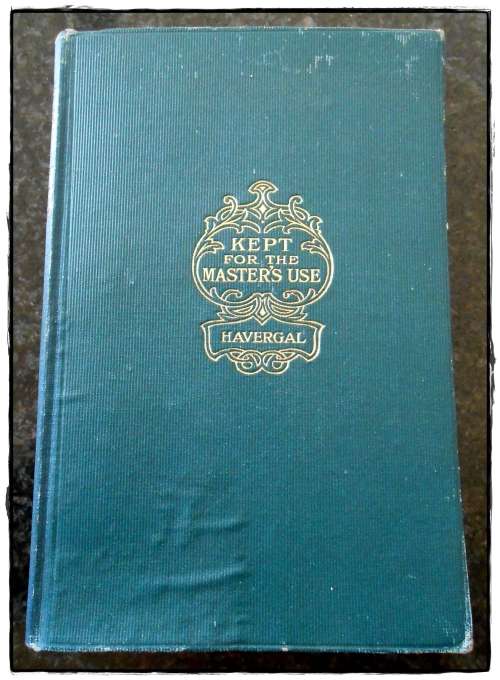 KEPT
FOR THE
MASTER'S USE
HAVERGAL